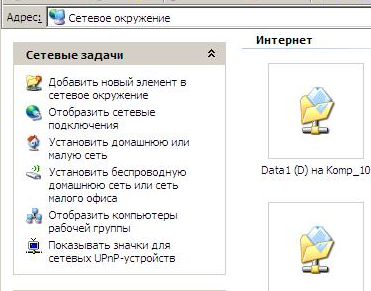 Адрес: Сетевое окружение
Сетевые задачи
Добавить новый элемент в
сетевое окружение
Отобразить сетевые
подключения
Установить домашнюю или
малую сеть
Установить беспроводную
домашнюю сеть или сеть
малого офиса
Отобразить компьютеры
рабочей группы
Показывать значки для
сетевых UPnP-устройств
Интернет
Data1 (D) на Komp_10